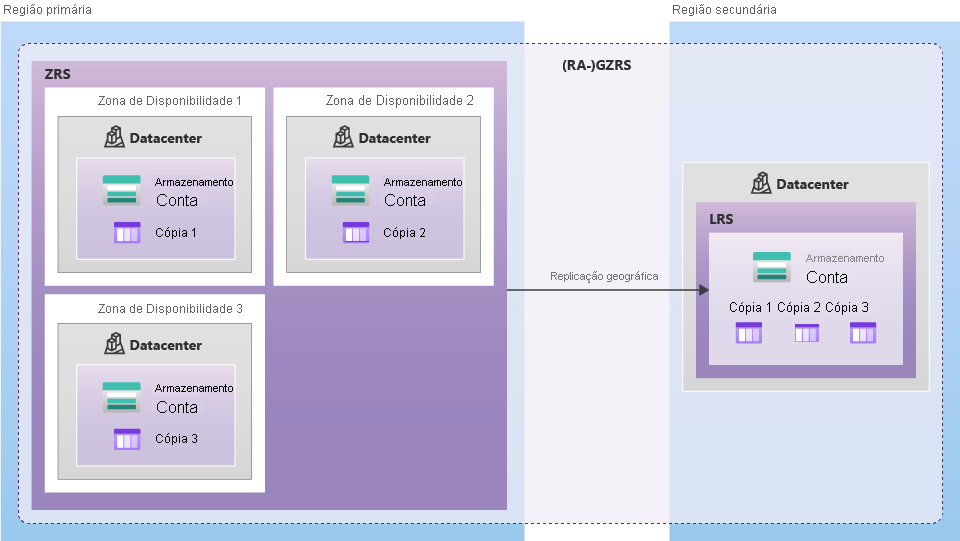 Região primária
Região secundária
(RA-)GZRS
ZRS
Zona de Disponibilidade 1
Datacenter
Armazenamento
Conta
Cópia 1
Zona de Disponibilidade 2
Datacenter
Armazenamento
Conta
Cópia 2
Zona de Disponibilidade 3
Datacenter
Armazenamento
Conta
Cópia 3
Replicação geográfica
Datacenter
LRS
Armazenamento
Conta
Cópia 1 Cópia 2 Cópia 3